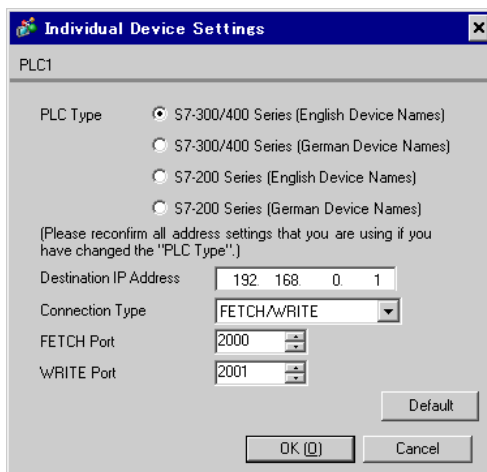 Individual Device Settings
PLC1
PLC Type
S7-300/400 Series (English Device Names)
S7-300/400 Series (German Device Names)
S7-200 Series (English Device Names)
S7-200 Series (German Device Names)
(Please reconfirm all address settings that you are using if you
have changed the "PLC Type".)
Destination IP Address 192. 168. 0. 1
Connection Type FETCH/WRITE
FETCH Port 2000
WRITE Port 2001
Default
OK (O) Cancel